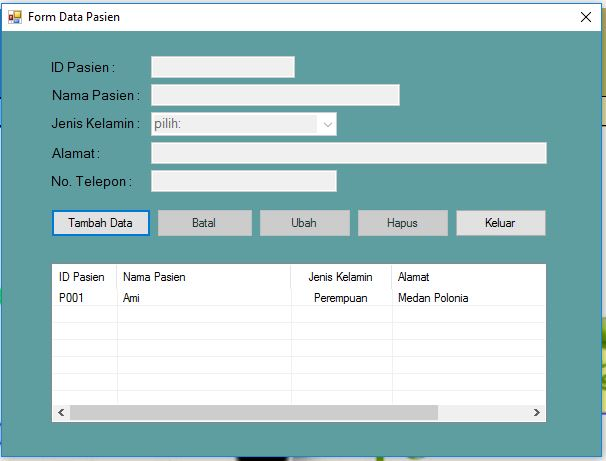 Form Data Pasien
ID Pasien :
Nama Pasien :
Jenis Kelamin : pilih:
Alamat :
No. Telepon :
Tambah Data Batal Ubah Hapus Keluar
ID Pasien Nama Pasien Jenis Kelamin Alamat
P001 Ami Perempuan Medan Polonia